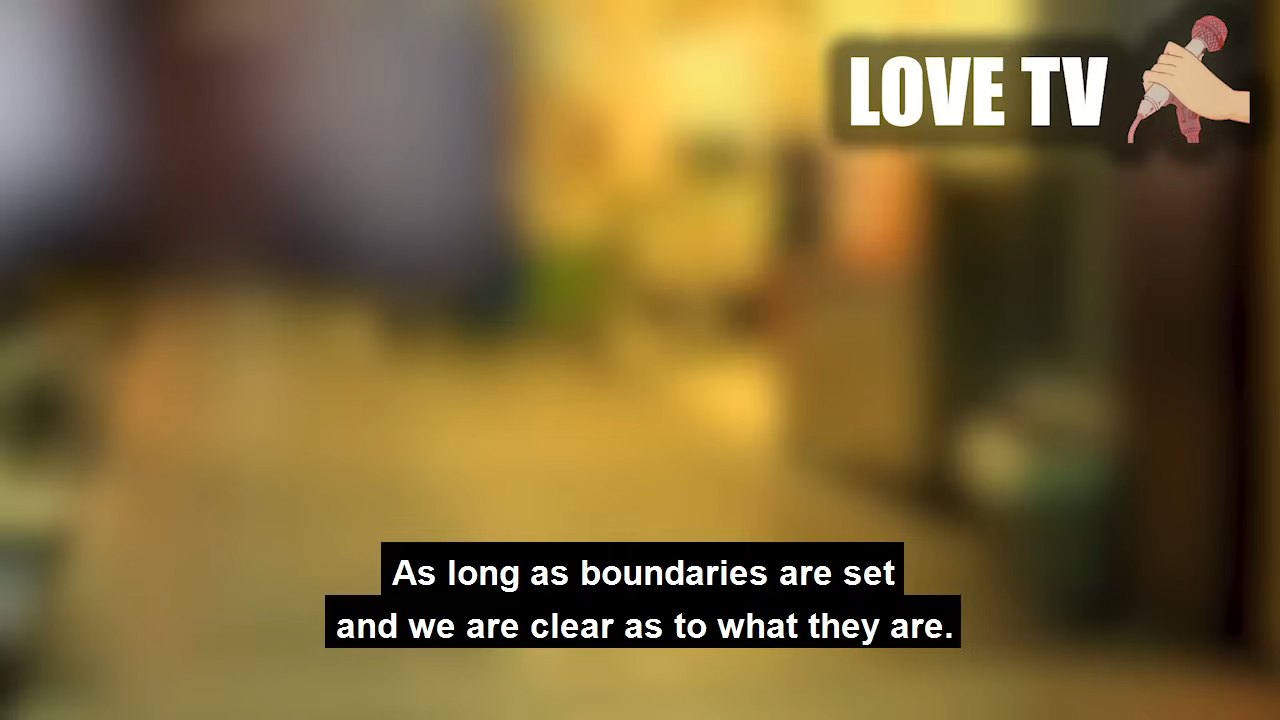 LOVE TV
As long as boundaries are set
and we are clear as to what they are.